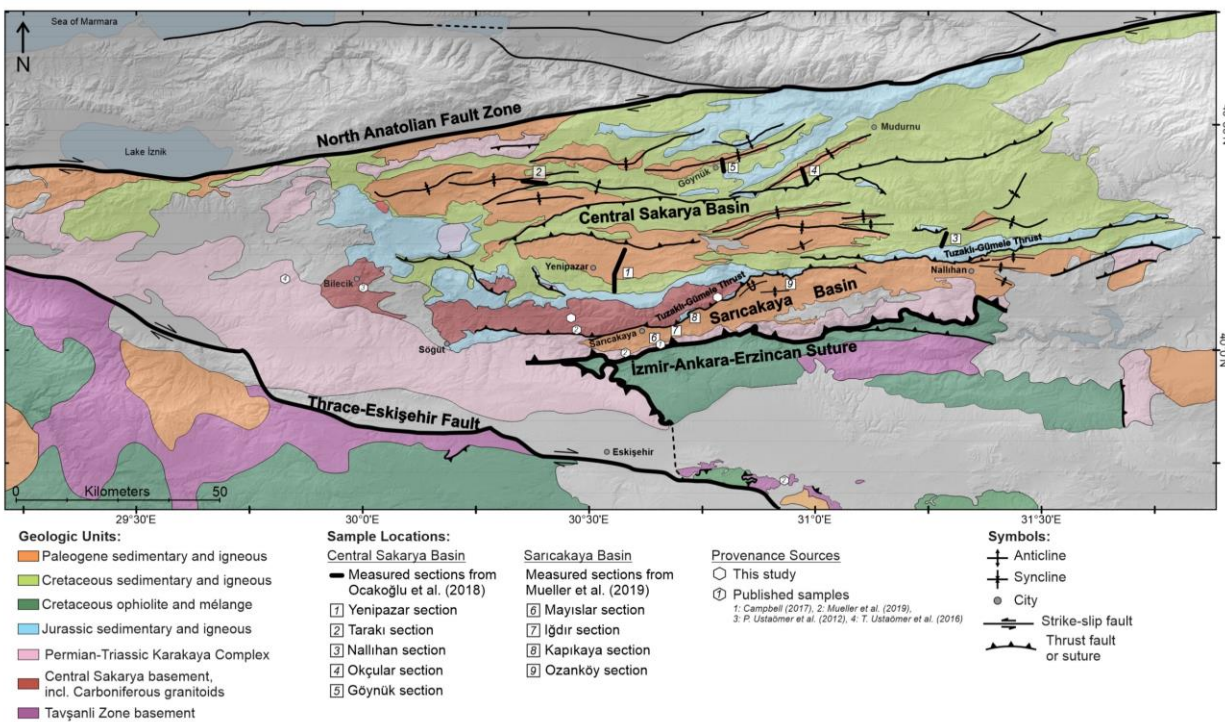 Sea of Marmara
N
North Anatolian Fault Zone
Mudurnu
Lake İznik
2
Göynük
5
4
Central Sakarya Basin
3
Tuzaklı-Gümele Thrust
Yenipazar
1
Nallıhan
4
Bilecik
3
Tuzaklı-Gümele Thrust
9
Sarıcakaya Basin
8
2
Sarıcakaya
6
7
1
2
Söğüt
İzmir-Ankara-Erzincan Suture
Thrace-Eskişehir Fault
Eskişehir
2
0 Kilometers 50
29°30'E
30°0'E
30°30'E
31°0'E
31°30'E
Geologic Units:
Paleogene sedimentary and igneous
Cretaceous sedimentary and igneous
Cretaceous ophiolite and mélange
Jurassic sedimentary and igneous
Permian-Triassic Karakaya Complex
Central Sakarya basement,
incl. Carboniferous granitoids
Tavşanli Zone basement
Sample Locations:
Central Sakarya Basin
Measured sections from
Ocakoğlu et al. (2018)
1 Yenipazar section
2 Tarakı section
3 Nallıhan section
4 Okçular section
5 Göynük section
Sarıcakaya Basin
Measured sections from
Mueller et al. (2019)
6 Mayıslar section
7 Iğdır section
8 Kapıkaya section
9 Ozanköy section
Provenance Sources
This study
1 Published samples
1: Campbell (2017), 2: Mueller et al. (2019),
3: P. Ustaömer et al. (2012), 4: T. Ustaömer et al. (2016)
Symbols:
Anticline
Syncline
City
Strike-slip fault
Thrust fault
or suture